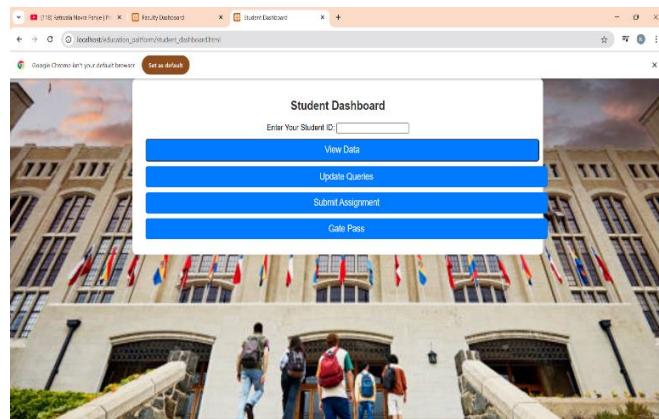 Faculty Dashboard
Student Dashboard
localhost/education_paltform/student_dashboard.html
Google Chrome isn't your default browser
Set as default
Student Dashboard
Enter Your Student ID:
View Data
Update Queries
Submit Assignment
Gate Pass